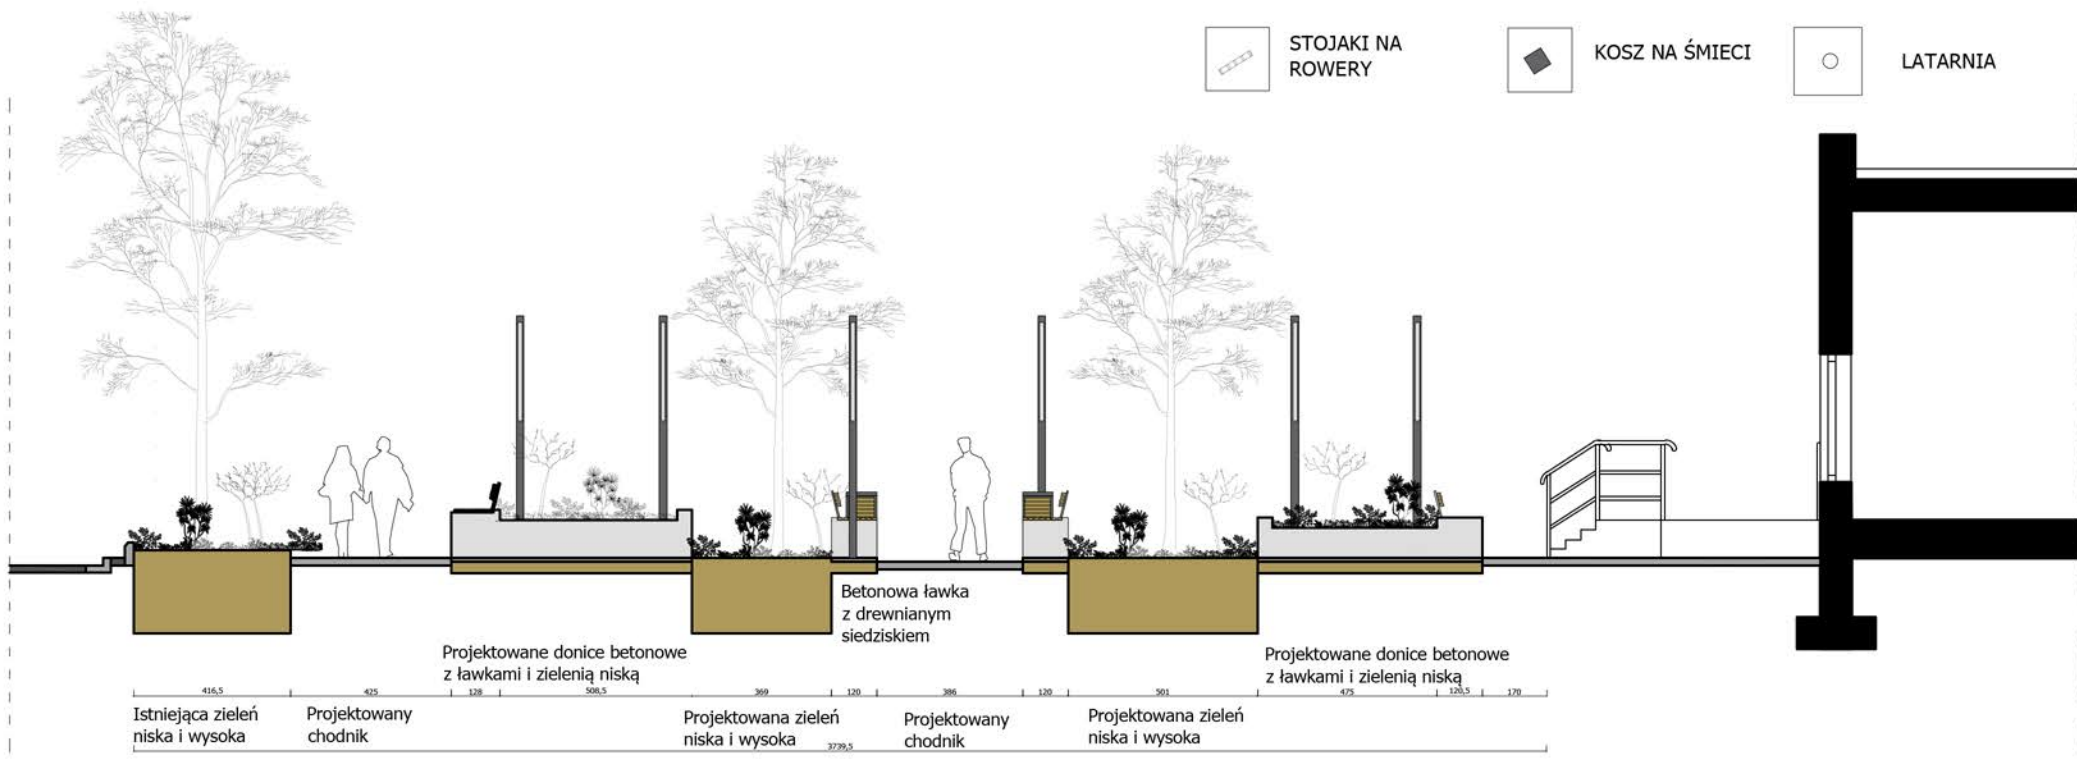 STOJAKI NA
ROWERY
KOSZ NA ŚMIECI
LATARNIA
Betonowa ławka
z drewnianym
siedziskiem
Projektowane donice betonowe
z ławkami i zielenią niską
Projektowane donice betonowe
z ławkami i zielenią niską
416,5
425
128
508,5
369
120
386
120
501
475
120,5
170
Istniejąca zieleń
niska i wysoka
Projektowany
chodnik
Projektowana zieleń
niska i wysoka
Projektowany
chodnik
Projektowana zieleń
niska i wysoka
3739,5